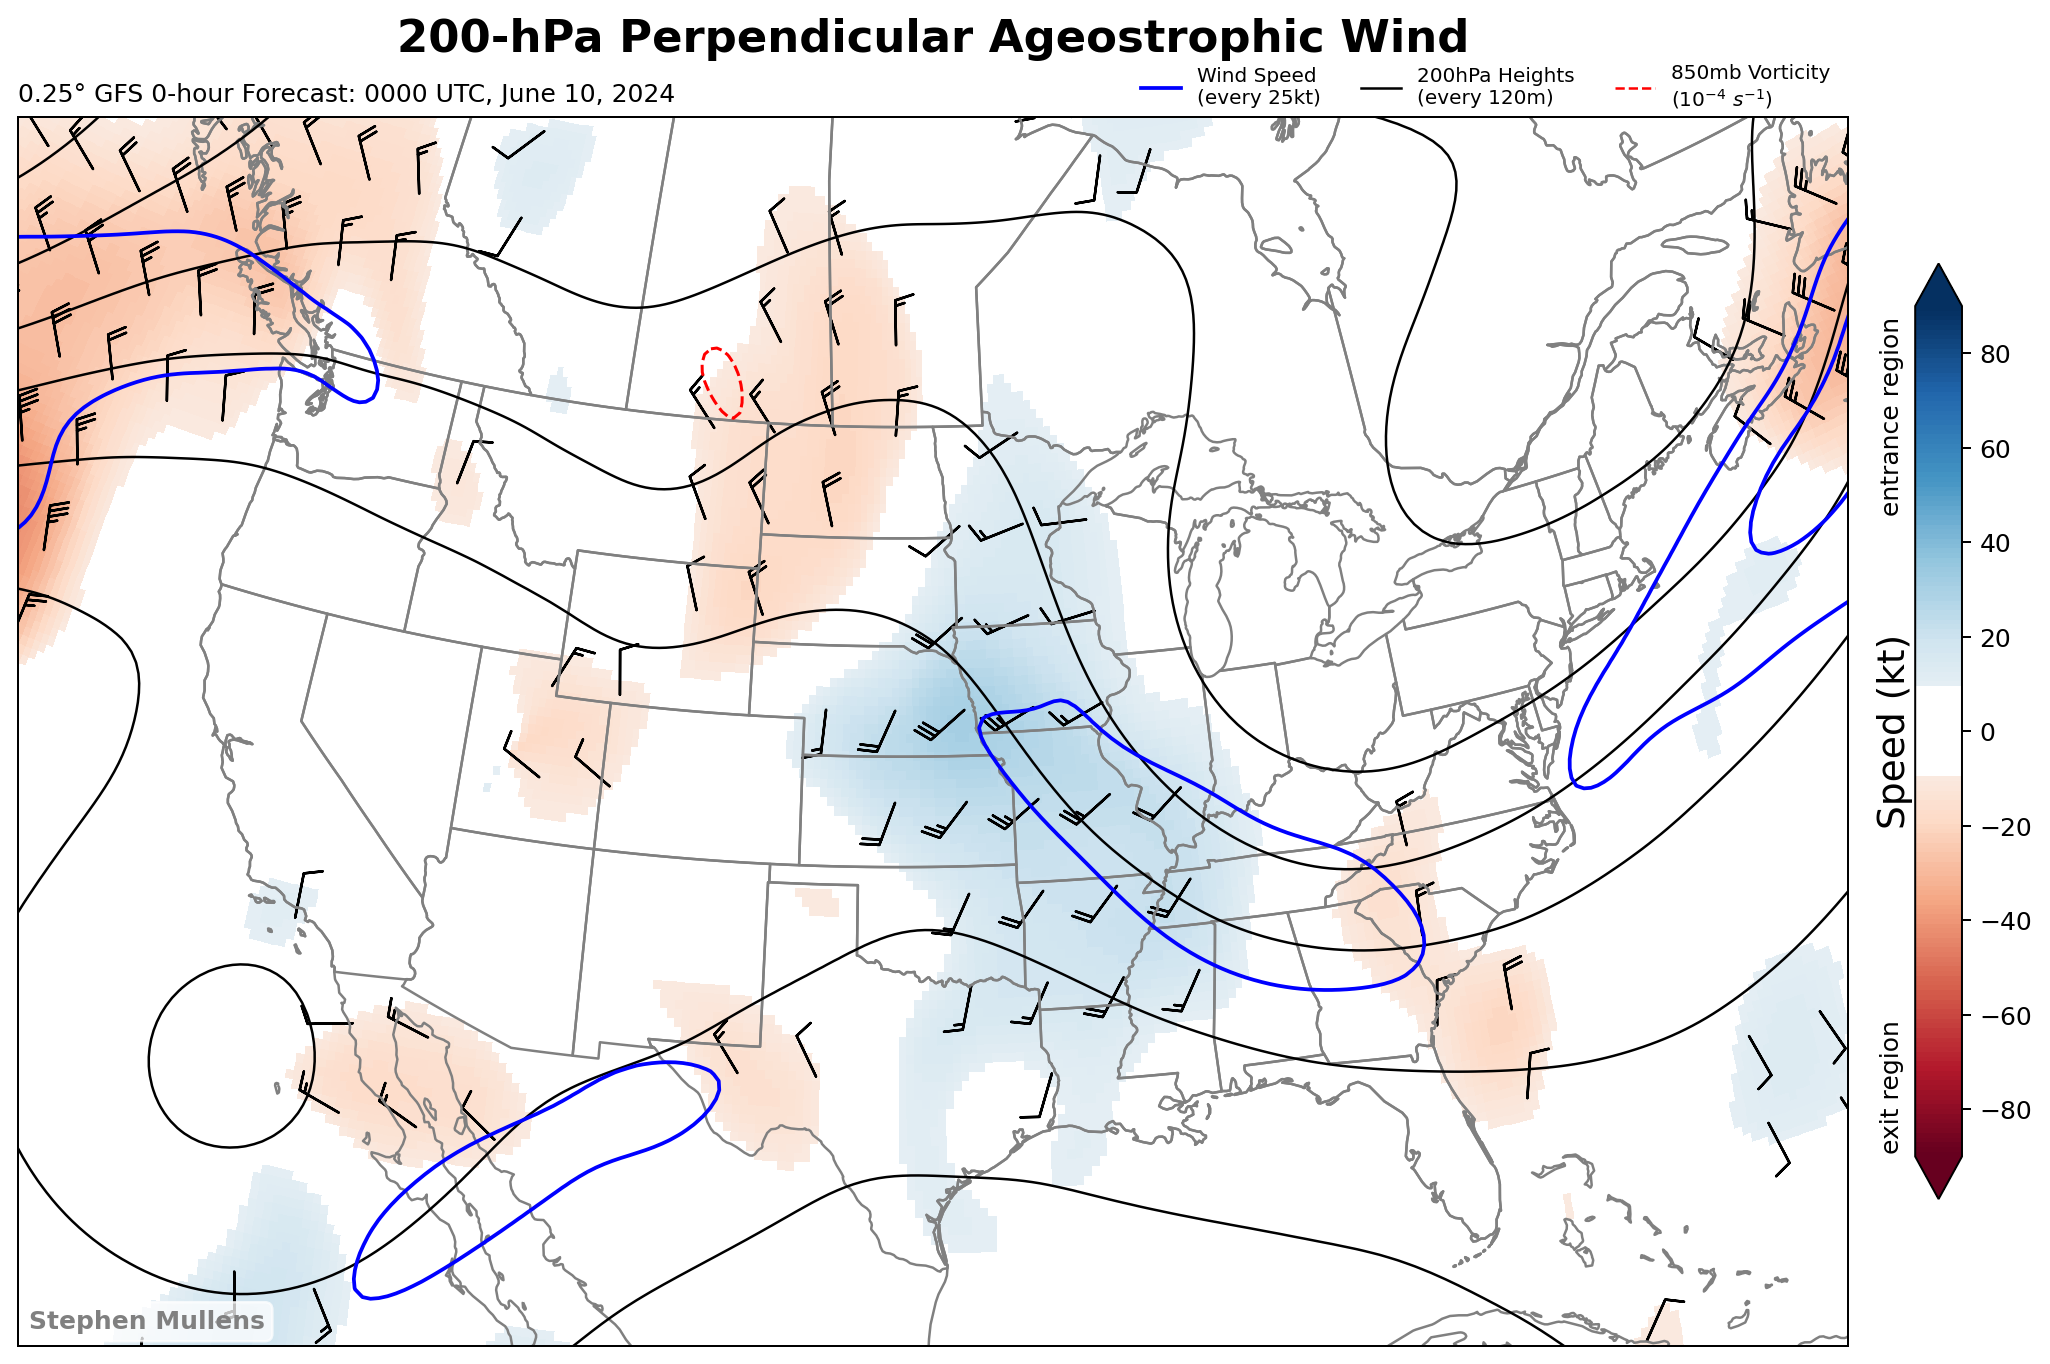 200-hPa Perpendicular Ageostrophic Wind
0.25° GFS 0-hour Forecast: 0000 UTC, June 10, 2024
Wind Speed
(every 25kt)
200hPa Heights
(every 120m)
850mb Vorticity
(10⁻⁴ s⁻¹)
entrance region
Speed (kt)
exit region
80
60
40
20
0
−20
−40
−60
−80
Stephen Mullens